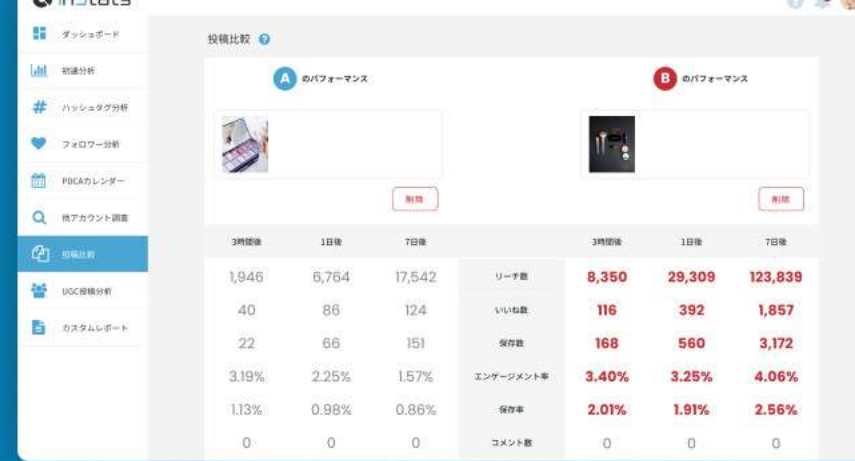 ダッシュボード
初速分析
ハッシュタグ分析
フォロワー分析
PDCAカレンダー
他アカウント調査
投稿比較
UGC投稿分析
カスタムレポート
投稿比較 ?
A のパフォーマンス
B のパフォーマンス
削除
削除
3時間後 1日後 7日後 3時間後 1日後 7日後
1,946 6,764 17,542 リーチ数 8,350 29,309 123,839
40 86 124 いいね数 116 392 1,857
22 66 151 保存数 168 560 3,172
3.19% 2.25% 1.57% エンゲージメント率 3.40% 3.25% 4.06%
1.13% 0.98% 0.86% 保存率 2.01% 1.91% 2.56%
0 0 0 コメント数 0 0 0